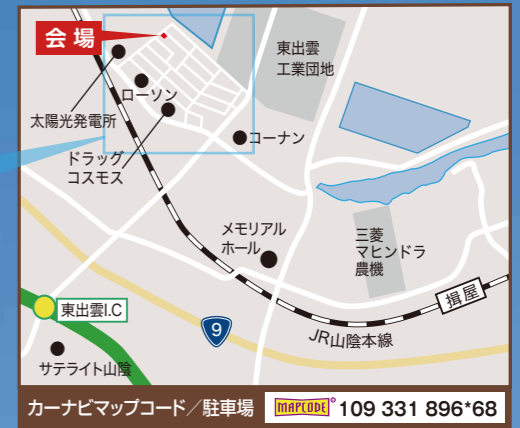 会場
東出雲
工業団地
ローソン
太陽光発電所
コーナン
ドラッグ
コスモス
メモリアル
ホール
三菱
マヒンドラ
農機
揖屋
東出雲I.C
9
JR山陰本線
サテライト山陰
カーナビマップコード/駐車場 MAPCODE® 109 331 896*68